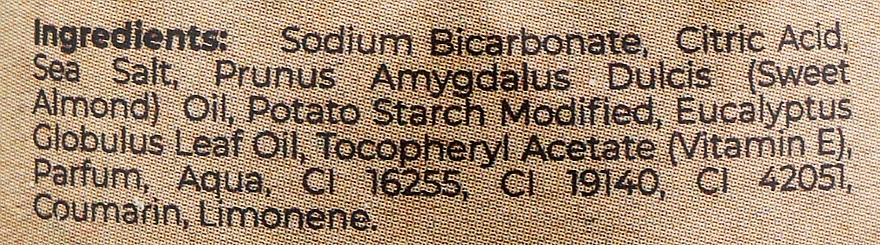 Ingredients: Sodium Bicarbonate, Citric Acid,
Sea Salt, Prunus Amygdalus Dulcis (Sweet
Almond) Oil, Potato Starch Modified, Eucalyptus
Globulus Leaf Oil, Tocopheryl Acetate (Vitamin E),
Parfum, Aqua, CI 16255, CI 19140, CI 42051,
Coumarin, Limonene.